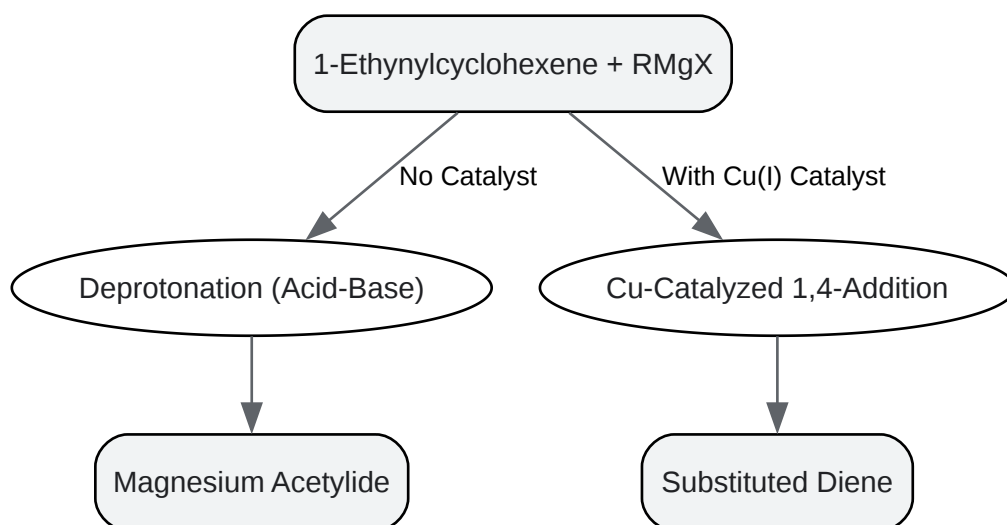 1-Ethynylcyclohexene + RMgX
No Catalyst
With Cu(I) Catalyst
Deprotonation (Acid-Base)
Cu-Catalyzed 1,4-Addition
Magnesium Acetylide
Substituted Diene